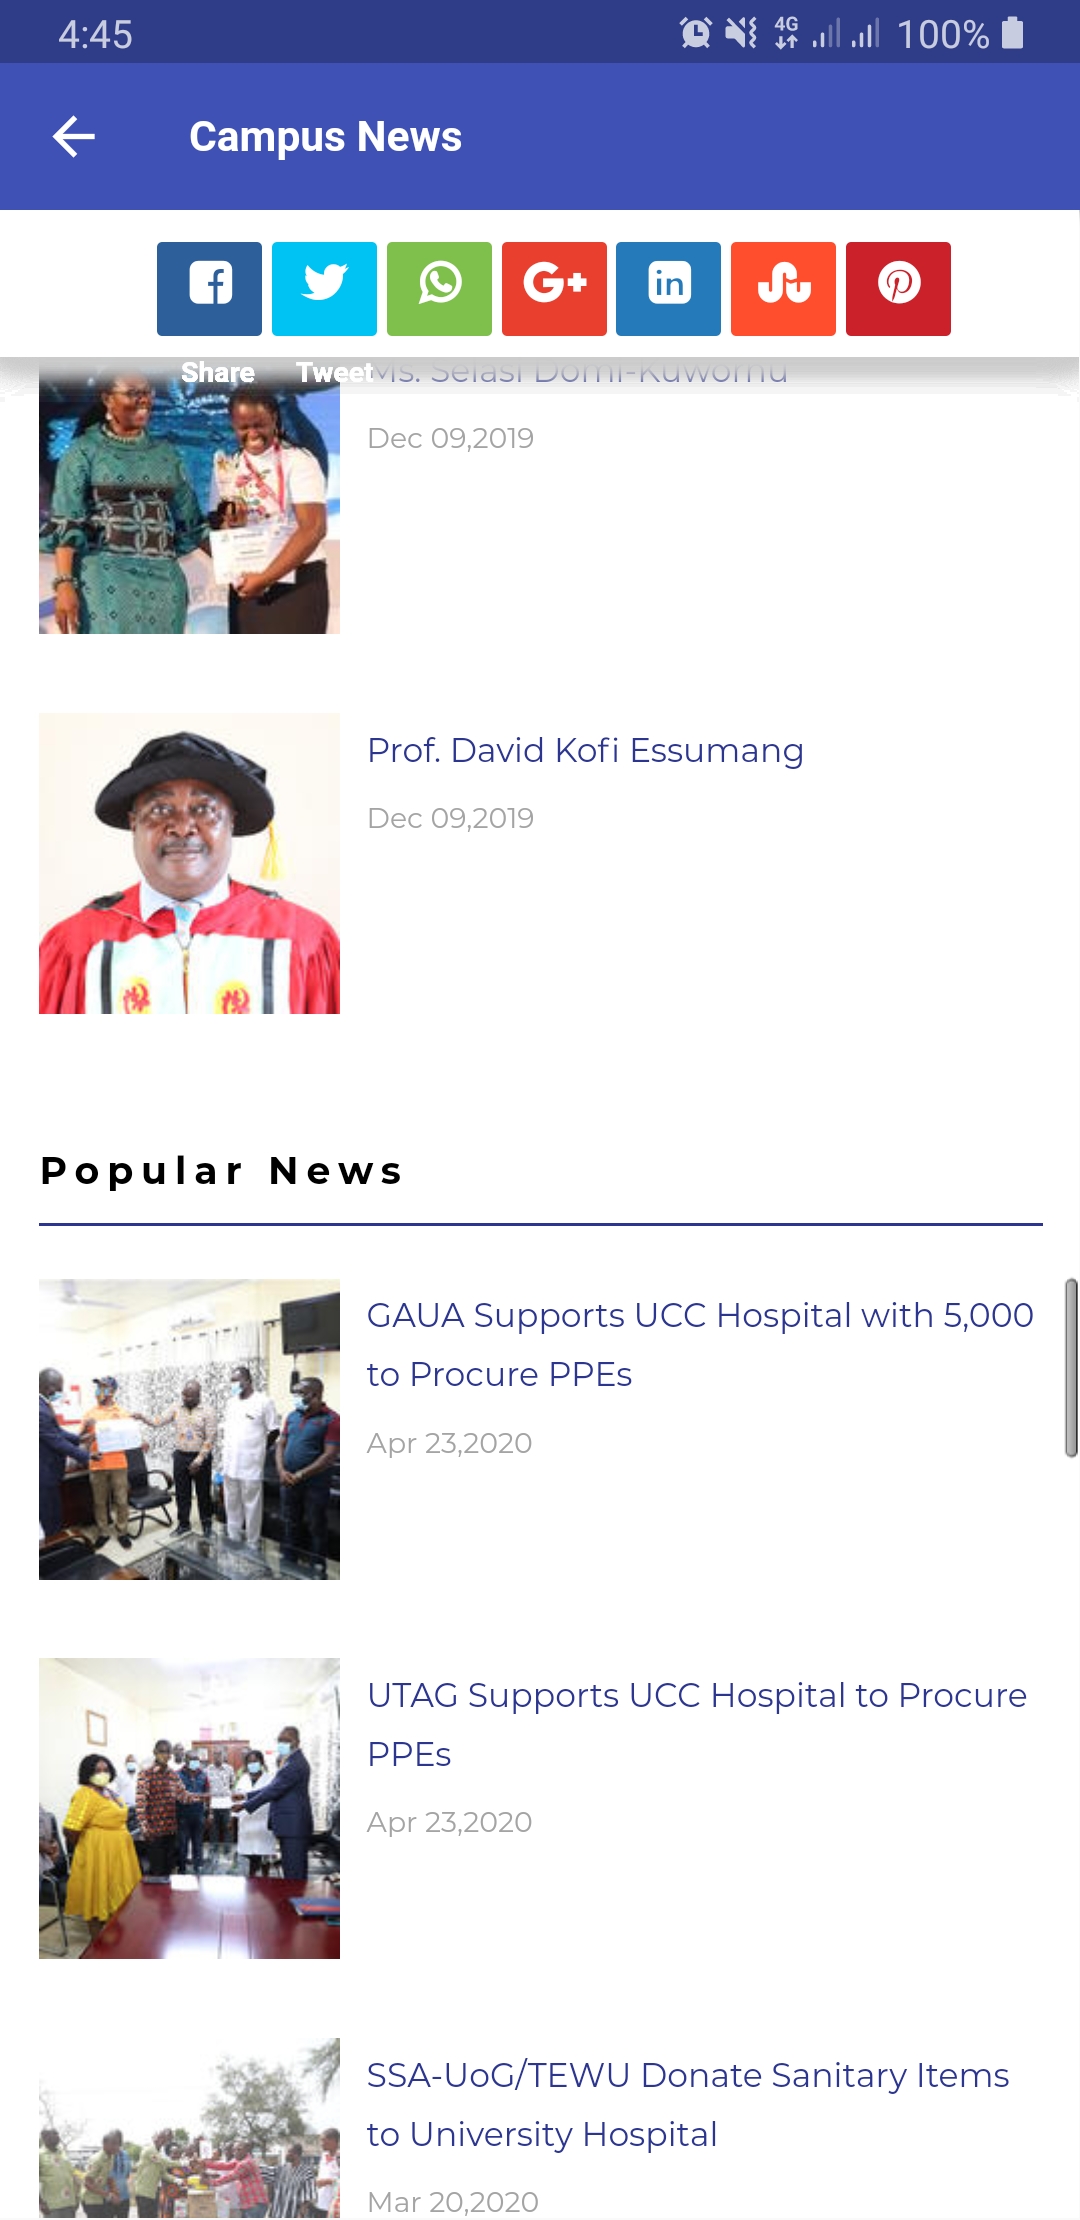 4:45
4G
100%
Campus News
Share Tweet
Ms. Selasi Domi-Kuwornu
Dec 09,2019
Prof. David Kofi Essumang
Dec 09,2019
Popular News
GAUA Supports UCC Hospital with 5,000
to Procure PPEs
Apr 23,2020
UTAG Supports UCC Hospital to Procure
PPEs
Apr 23,2020
SSA-UoG/TEWU Donate Sanitary Items
to University Hospital
Mar 20,2020